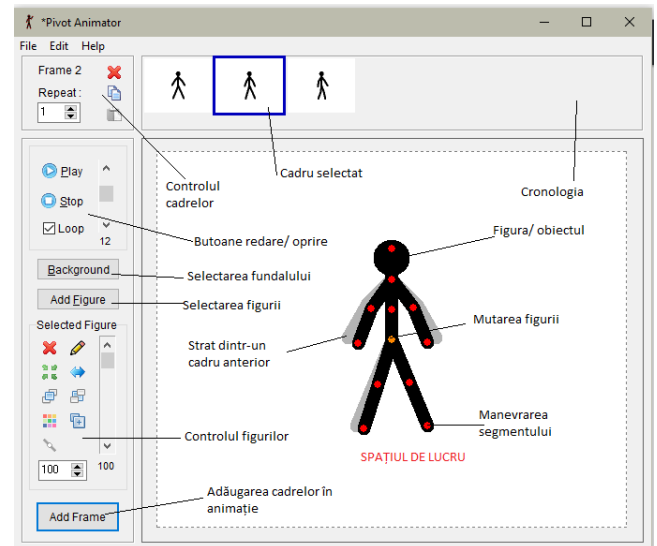 *Pivot Animator
File Edit Help
Frame 2
Repeat:
1
Cadru selectat
Controlul
cadrelor
Cronologia
Play
Stop
Loop
12
Butoane redare/ oprire
Figura/ obiectul
Background
Selectarea fundalului
Add Figure
Selectarea figurii
Selected Figure
Mutarea figurii
Strat dintr-un
cadru anterior
Manevrarea
segmentului
Controlul figurilor
SPAȚIUL DE LUCRU
100
100
Adăugarea cadrelor în
animație
Add Frame